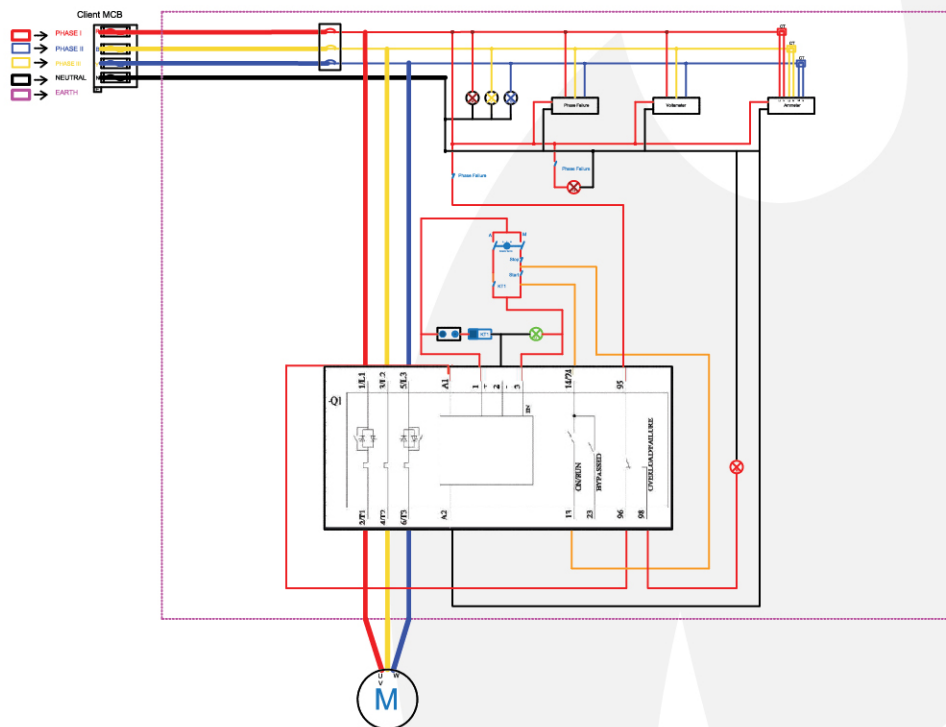 Client MCB
PHASE I
PHASE II
PHASE III
NEUTRAL
EARTH
Phase Failure
Voltameter
Ammeter
Phase Failure
Phase Failure
A
M
Start
KT1
KT1
1/L1
3/L2
5/L3
A1
1
+
2
-
3
14/24
95
-Q1
IN
ON/RUN
BYPASSED
OVERLOAD/FAILURE
2/T1
4/T2
6/T3
A2
13
23
96
98
U
V
W
M